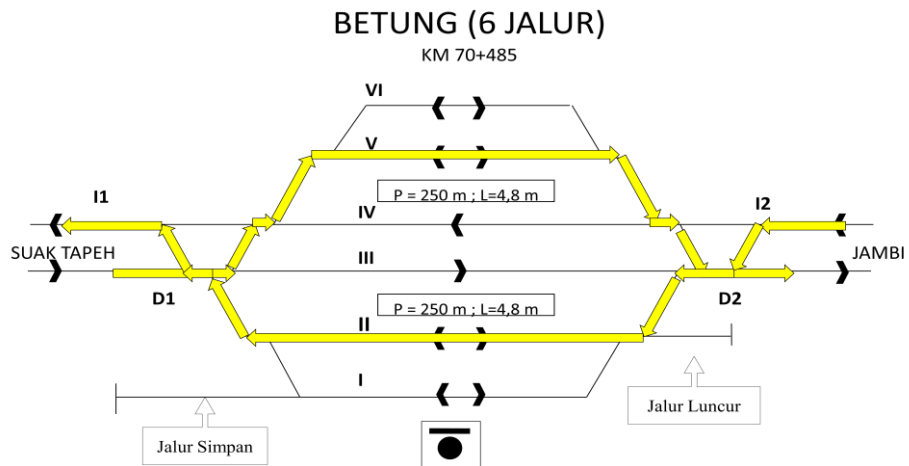 BETUNG (6 JALUR)
KM 70+485
VI
V
P = 250 m ; L=4,8 m
I1
IV
I2
SUAK TAPEH
III
JAMBI
D1
D2
P = 250 m ; L=4,8 m
II
I
Jalur Luncur
Jalur Simpan